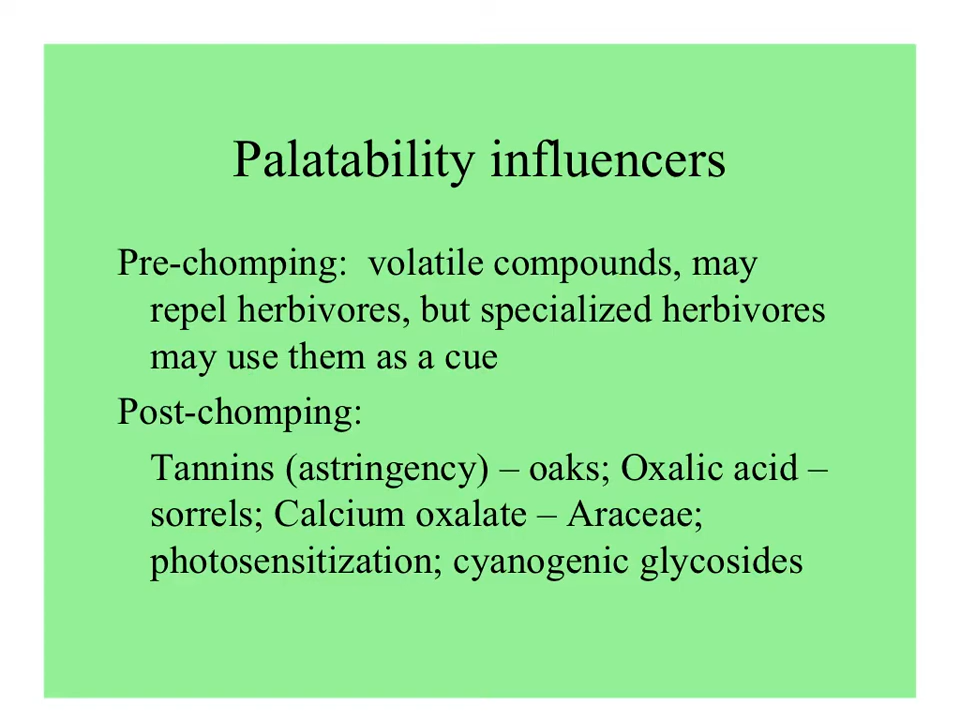 Palatability influencers
Pre-chomping:  volatile compounds, may
repel herbivores, but specialized herbivores
may use them as a cue
Post-chomping:
Tannins (astringency) – oaks; Oxalic acid –
sorrels; Calcium oxalate – Araceae;
photosensitization; cyanogenic glycosides